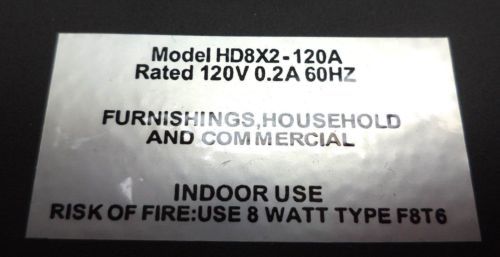 Model HD8X2-120A
Rated 120V 0.2A 60HZ
FURNISHINGS,HOUSEHOLD
AND COMMERCIAL
INDOOR USE
RISK OF FIRE:USE 8 WATT TYPE F8T6